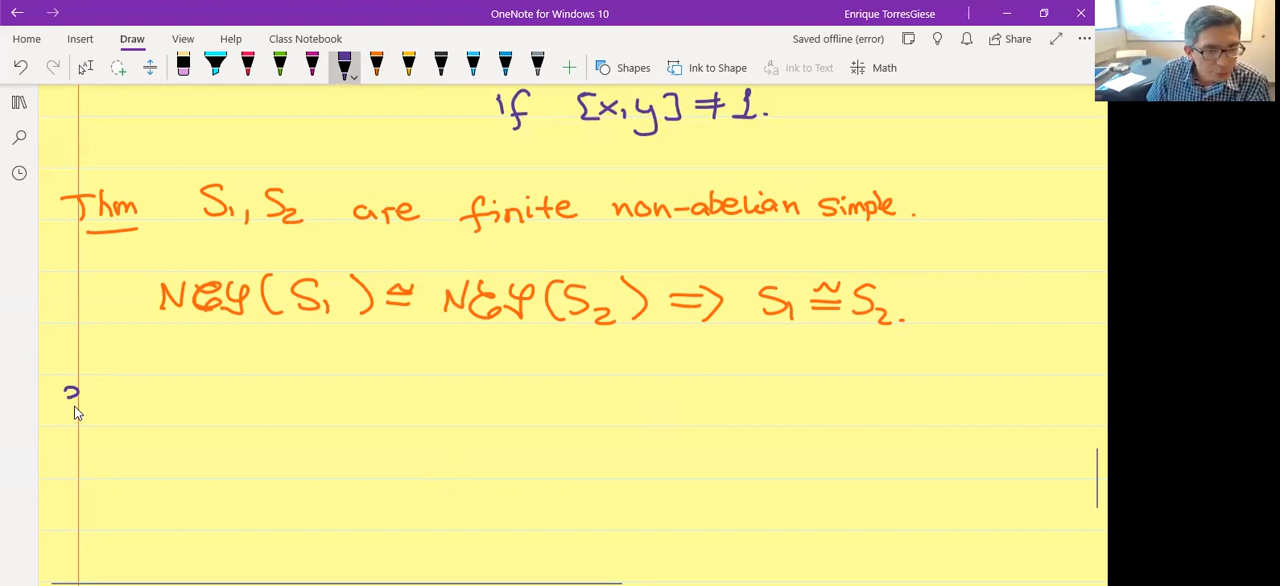 OneNote for Windows 10
Enrique TorresGiese
Home Insert Draw View Help Class Notebook
Saved offline (error)
Share
Shapes
Ink to Shape
Ink to Text
Math
if [x,y] ≠ 1.
Thm S₁, S₂ are finite non-abelian simple.
(S₁) ≅ (S₂) ⟹ S₁ ≅ S₂.